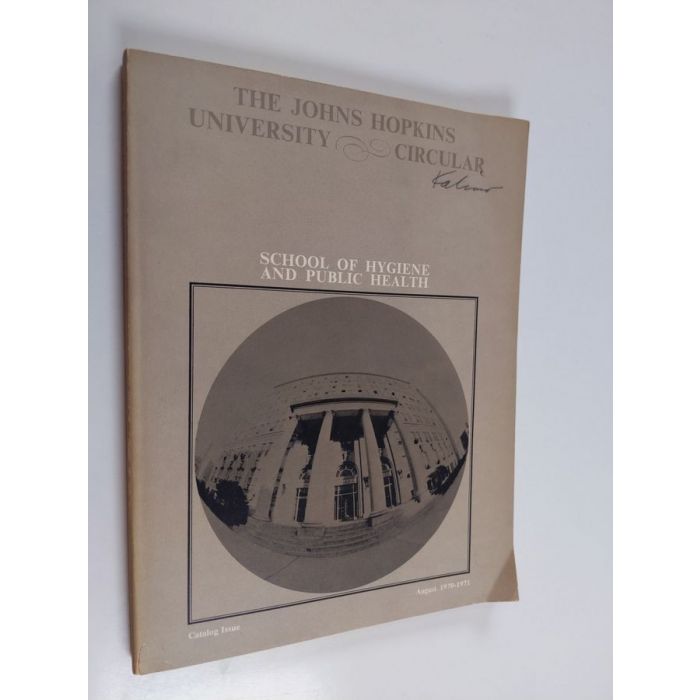 THE JOHNS HOPKINS
UNIVERSITY CIRCULAR
SCHOOL OF HYGIENE
AND PUBLIC HEALTH
Catalog Issue
August 1970-1971